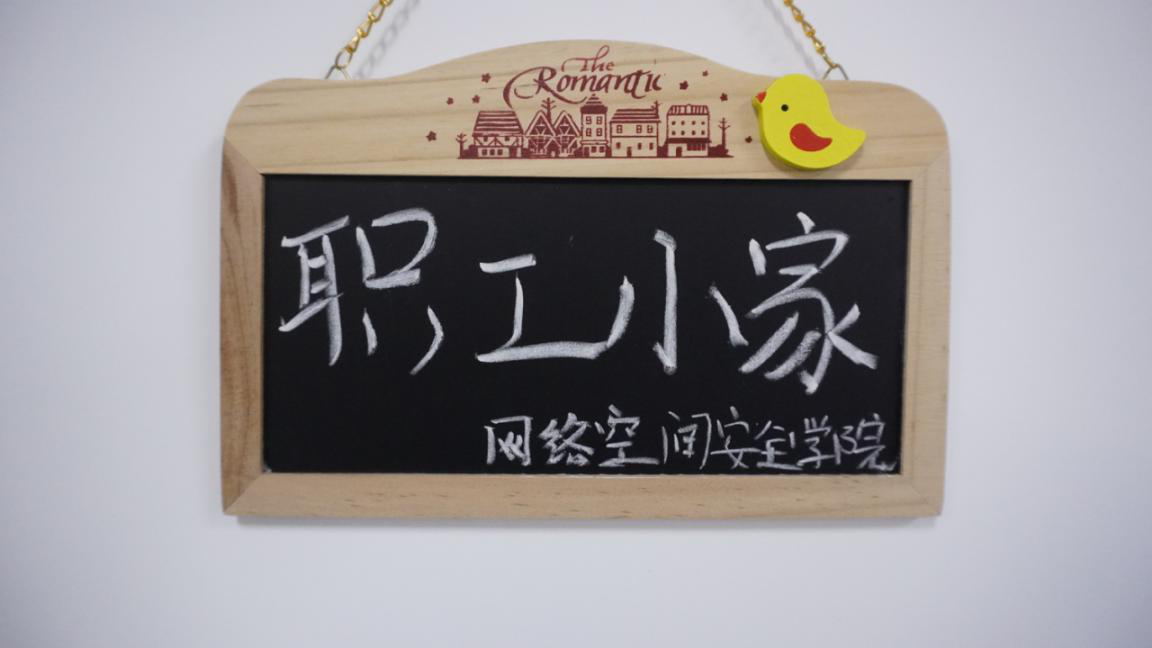 The
Romantic
职工小家
网络空间安全学院